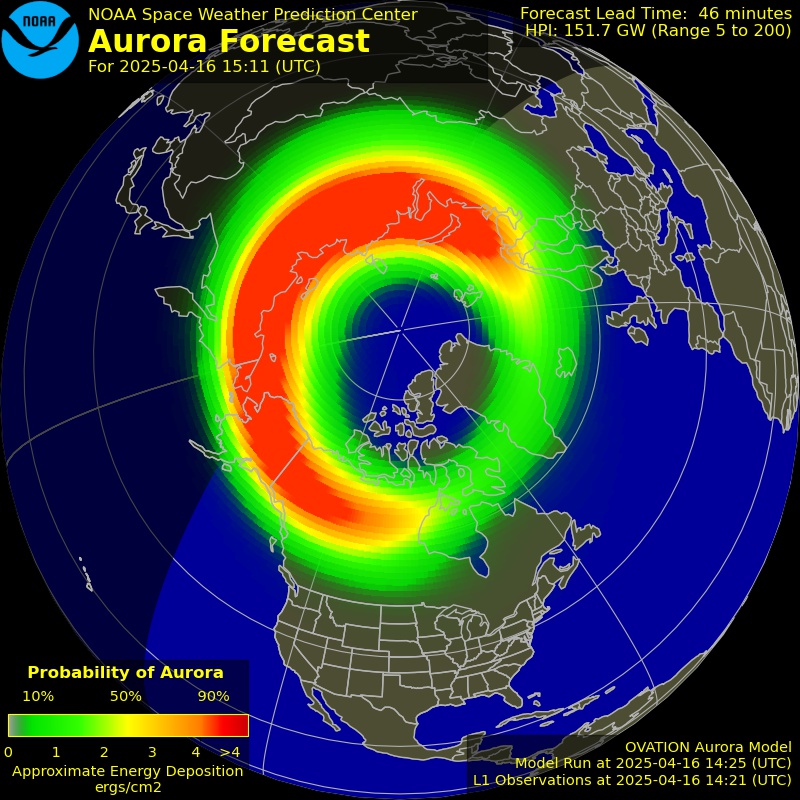 NOAA
NOAA Space Weather Prediction Center
Aurora Forecast
For 2025-04-16 15:11 (UTC)
Forecast Lead Time: 46 minutes
HPI: 151.7 GW (Range 5 to 200)
Probability of Aurora
10% 50% 90%
0 1 2 3 4 >4
Approximate Energy Deposition
ergs/cm2
OVATION Aurora Model
Model Run at 2025-04-16 14:25 (UTC)
L1 Observations at 2025-04-16 14:21 (UTC)